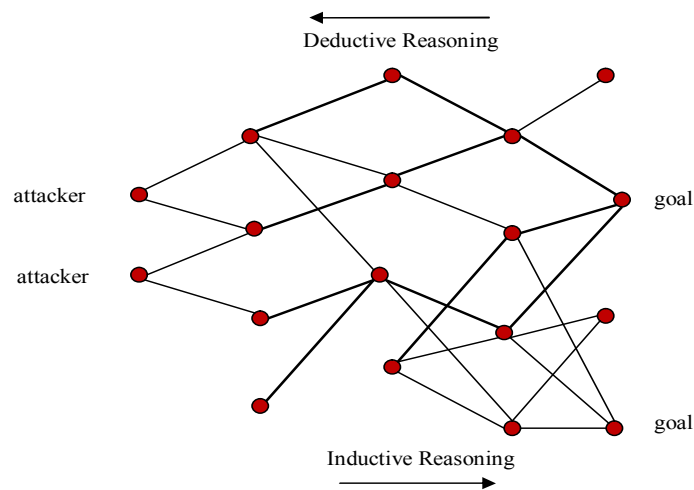 Deductive Reasoning
attacker
goal
attacker
goal
Inductive Reasoning